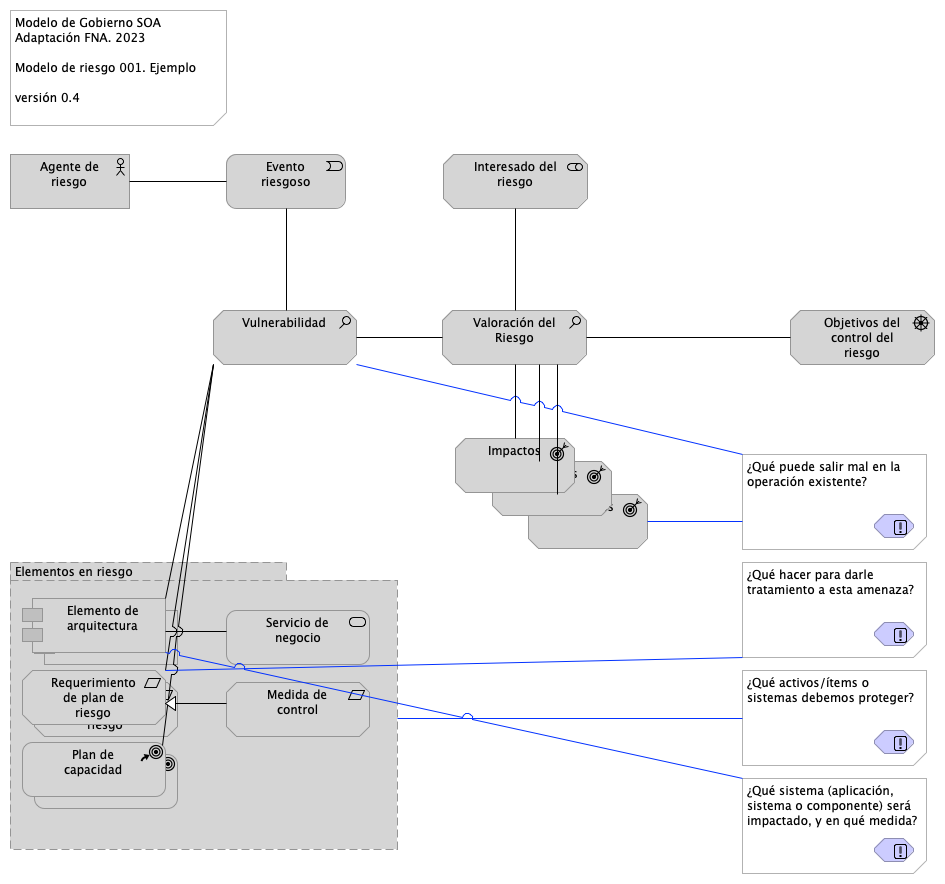 Modelo de Gobierno SOA
Adaptación FNA. 2023
Modelo de riesgo 001. Ejemplo
versión 0.4
Agente de
riesgo
Evento
riesgoso
Interesado del
riesgo
Vulnerabilidad
Valoración del
Riesgo
Objetivos del
control del
riesgo
Impactos
¿Qué puede salir mal en la
operación existente?
Elementos en riesgo
¿Qué hacer para darle
tratamiento a esta amenaza?
Elemento de
arquitectura
Servicio de
negocio
Requerimiento
de plan de
riesgo
riesgo
Medida de
control
¿Qué activos/ítems o
sistemas debemos proteger?
Plan de
capacidad
¿Qué sistema (aplicación,
sistema o componente) será
impactado, y en qué medida?